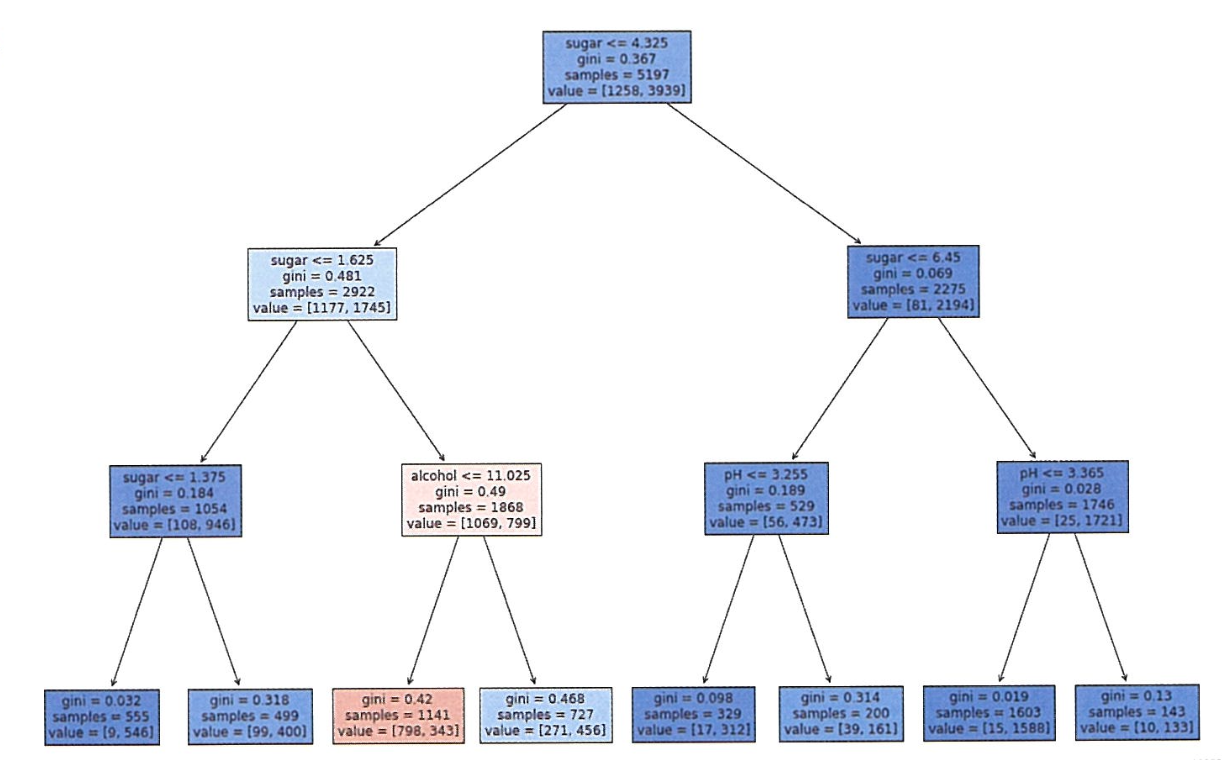 sugar <= 4.325
gini = 0.367
samples = 5197
value = [1258, 3939]
sugar <= 1.625
gini = 0.481
samples = 2922
value = [1177, 1745]
sugar <= 6.45
gini = 0.069
samples = 2275
value = [81, 2194]
sugar <= 1.375
gini = 0.184
samples = 1054
value = [108, 946]
alcohol <= 11.025
gini = 0.49
samples = 1868
value = [1069, 799]
pH <= 3.255
gini = 0.189
samples = 529
value = [56, 473]
pH <= 3.365
gini = 0.028
samples = 1746
value = [25, 1721]
gini = 0.032
samples = 555
value = [9, 546]
gini = 0.318
samples = 499
value = [99, 400]
gini = 0.42
samples = 1141
value = [798, 343]
gini = 0.468
samples = 727
value = [271, 456]
gini = 0.098
samples = 329
value = [17, 312]
gini = 0.314
samples = 200
value = [39, 161]
gini = 0.019
samples = 1603
value = [15, 1588]
gini = 0.13
samples = 143
value = [10, 133]